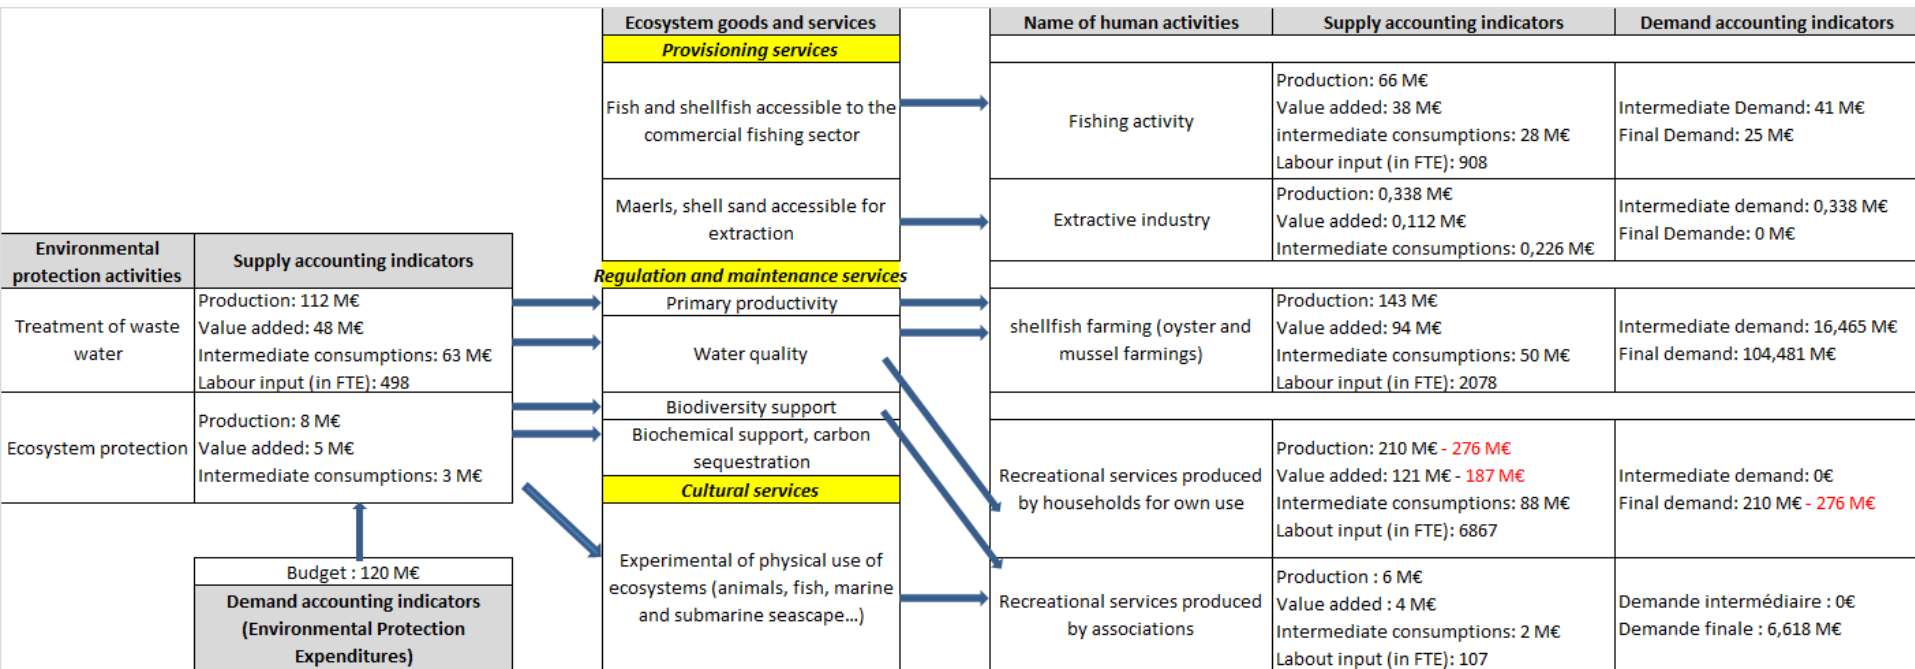 Ecosystem goods and services
Name of human activities
Supply accounting indicators
Demand accounting indicators
Provisioning services
Fish and shellfish accessible to the
commercial fishing sector
Fishing activity
Production: 66 M€
Value added: 38 M€
intermediate consumptions: 28 M€
Labour input (in FTE): 908
Intermediate Demand: 41 M€
Final Demand: 25 M€
Maerls, shell sand accessible for
extraction
Extractive industry
Production: 0,338 M€
Value added: 0,112 M€
Intermediate consumptions: 0,226 M€
Intermediate demand: 0,338 M€
Final Demande: 0 M€
Environmental
protection activities
Supply accounting indicators
Regulation and maintenance services
Treatment of waste
water
Production: 112 M€
Value added: 48 M€
Intermediate consumptions: 63 M€
Labour input (in FTE): 498
Primary productivity
Water quality
shellfish farming (oyster and
mussel farmings)
Production: 143 M€
Value added: 94 M€
Intermediate consumptions: 50 M€
Labour input (in FTE): 2078
Intermediate demand: 16,465 M€
Final demand: 104,481 M€
Ecosystem protection
Production: 8 M€
Value added: 5 M€
Intermediate consumptions: 3 M€
Biodiversity support
Biochemical support, carbon
sequestration
Cultural services
Recreational services produced
by households for own use
Production: 210 M€ - 276 M€
Value added: 121 M€ - 187 M€
Intermediate consumptions: 88 M€
Labout input (in FTE): 6867
Intermediate demand: 0€
Final demand: 210 M€ - 276 M€
Budget : 120 M€
Demand accounting indicators
(Environmental Protection
Expenditures)
Experimental of physical use of
ecosystems (animals, fish, marine
and submarine seascape...)
Recreational services produced
by associations
Production : 6 M€
Value added : 4 M€
Intermediate consumptions: 2 M€
Labout input (in FTE): 107
Demande intermédiaire : 0€
Demande finale : 6,618 M€